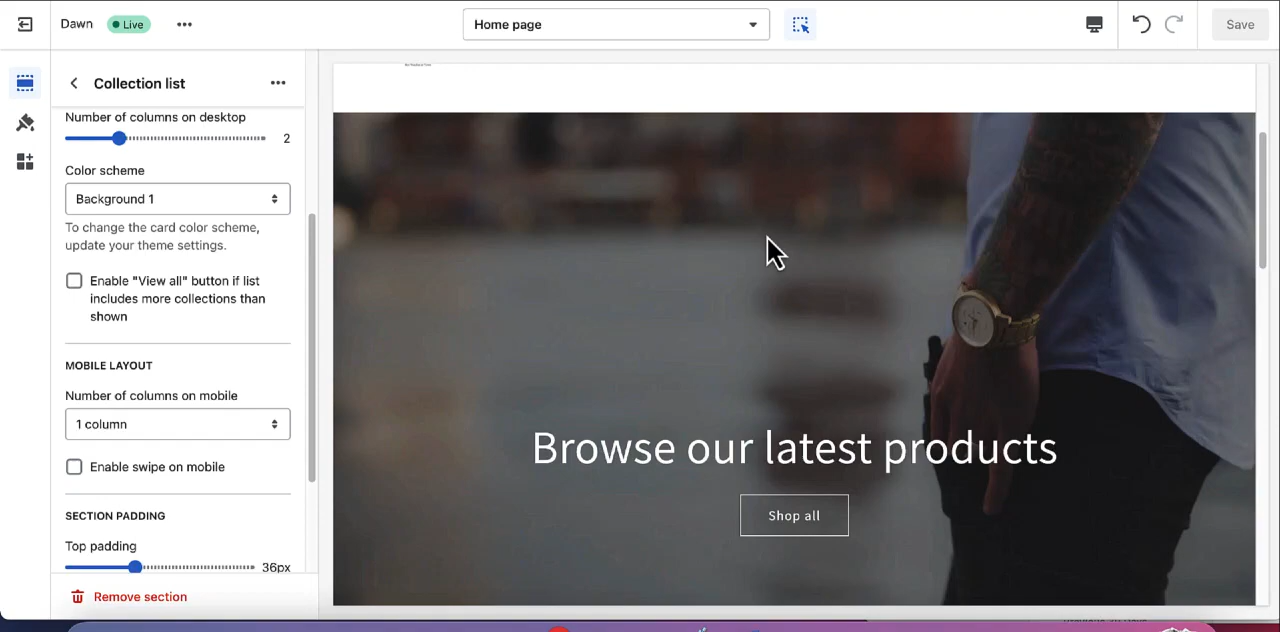 Dawn
Live
Home page
Save
Collection list
Number of columns on desktop
2
Color scheme
Background 1
To change the card color scheme,
update your theme settings.
Enable "View all" button if list
includes more collections than
shown
MOBILE LAYOUT
Number of columns on mobile
1 column
Enable swipe on mobile
SECTION PADDING
Top padding
36px
Remove section
Browse our latest products
Shop all